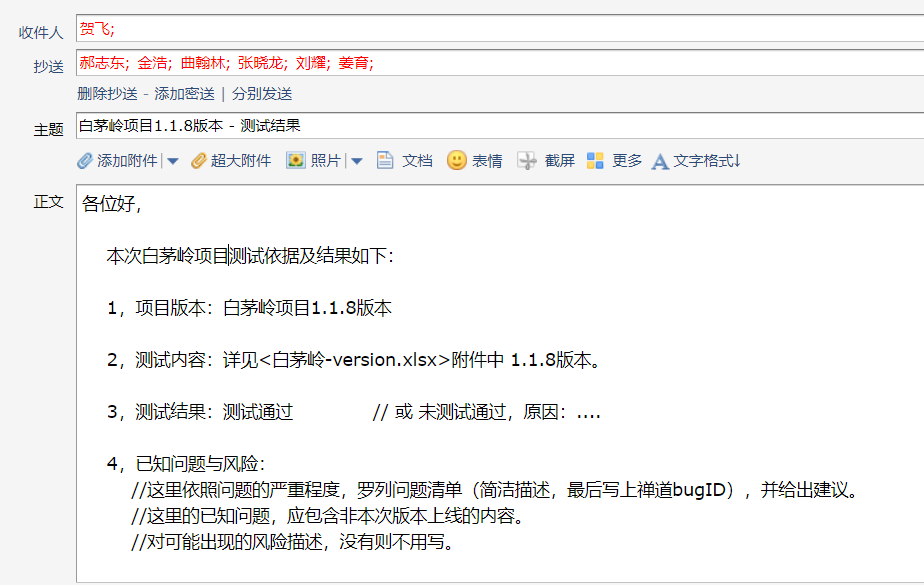 收件人 贺飞;
抄送 郝志东; 金浩; 曲翰林; 张晓龙; 刘耀; 姜育;
删除抄送 - 添加密送 | 分别发送
主题 白茅岭项目1.1.8版本 - 测试结果
添加附件 | 超大附件 照片 | 文档 表情 截屏 更多 A 文字格式↓
正文 各位好，
本次白茅岭项目测试依据及结果如下：
1，项目版本：白茅岭项目1.1.8版本
2，测试内容：详见<白茅岭-version.xlsx>附件中 1.1.8版本。
3，测试结果：测试通过 // 或 未测试通过，原因：....
4，已知问题与风险：
//这里依照问题的严重程度，罗列问题清单（简洁描述，最后写上禅道bugID），并给出建议。
//这里的已知问题，应包含非本次版本上线的内容。
//对可能出现的风险描述，没有则不用写。